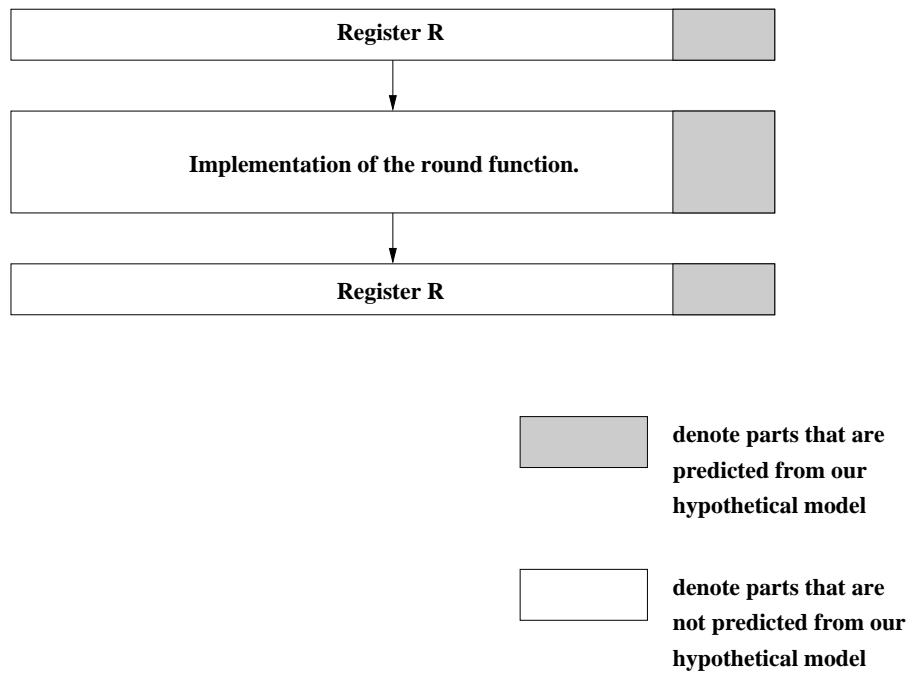 Register R
Implementation of the round function.
Register R
denote parts that are
predicted from our
hypothetical model
denote parts that are
not predicted from our
hypothetical model